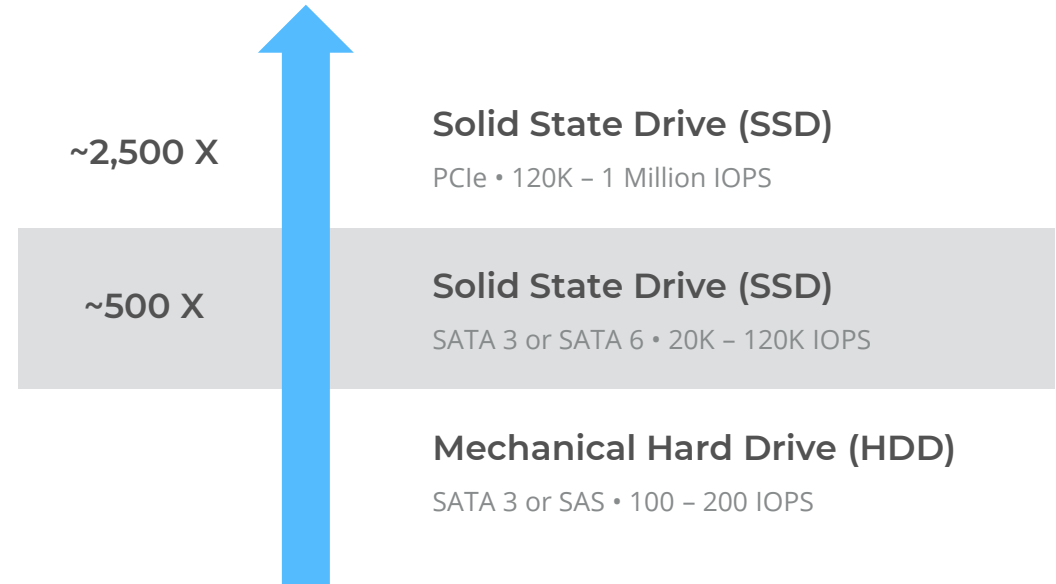 ~2,500 X
Solid State Drive (SSD)
PCIe • 120K – 1 Million IOPS
~500 X
Solid State Drive (SSD)
SATA 3 or SATA 6 • 20K – 120K IOPS
Mechanical Hard Drive (HDD)
SATA 3 or SAS • 100 – 200 IOPS